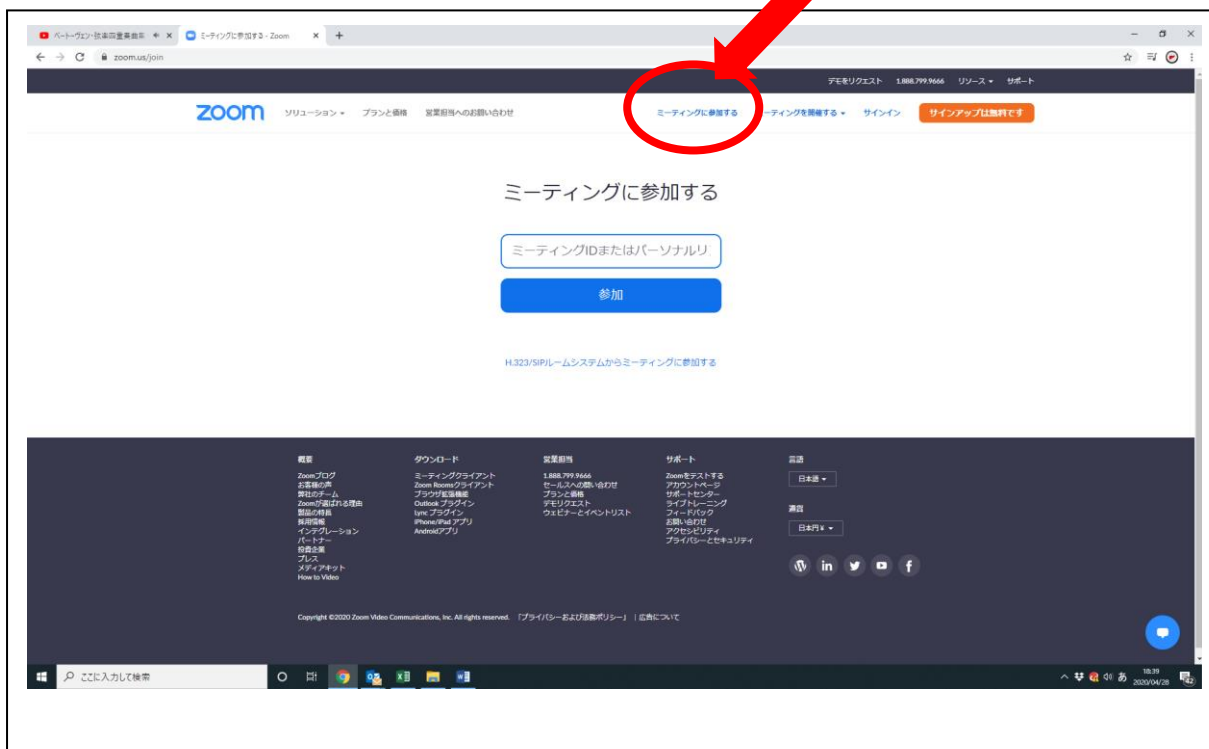 ベートーヴェン・弦楽四重奏曲第
ミーティングに参加する - Zoom
zoom.us/join
デモをリクエスト 1.888.799.9666 リソース サポート
zoom ソリューション プランと価格 営業担当へのお問い合わせ ミーティングに参加する ーティングを開催する サインイン サインアップは無料です
ミーティングに参加する
ミーティングIDまたはパーソナルリ
参加
H.323/SIPルームシステムからミーティングに参加する
概要
Zoomブログ
お客様の声
弊社のチーム
Zoomが選ばれる理由
製品の特長
採用情報
インテグレーション
パートナー
投資企業
プレス
メディアキット
How to Video
ダウンロード
ミーティングクライアント
Zoom Roomsクライアント
ブラウザ拡張機能
Outlook プラグイン
Lync プラグイン
iPhone/iPad アプリ
Androidアプリ
営業担当
1.888.799.9666
セールスへの問い合わせ
プランと価格
デモリクエスト
ウェビナーとイベントリスト
サポート
Zoomをテストする
アカウントページ
サポートセンター
ライブトレーニング
フィードバック
お問い合わせ
アクセシビリティ
プライバシーとセキュリティ
言語
日本語
通貨
日本円 ¥
Copyright ©2020 Zoom Video Communications, Inc. All rights reserved. 「プライバシーおよび法務ポリシー」 | 広告について
ここに入力して検索
あ
18:39
2020/04/28
42